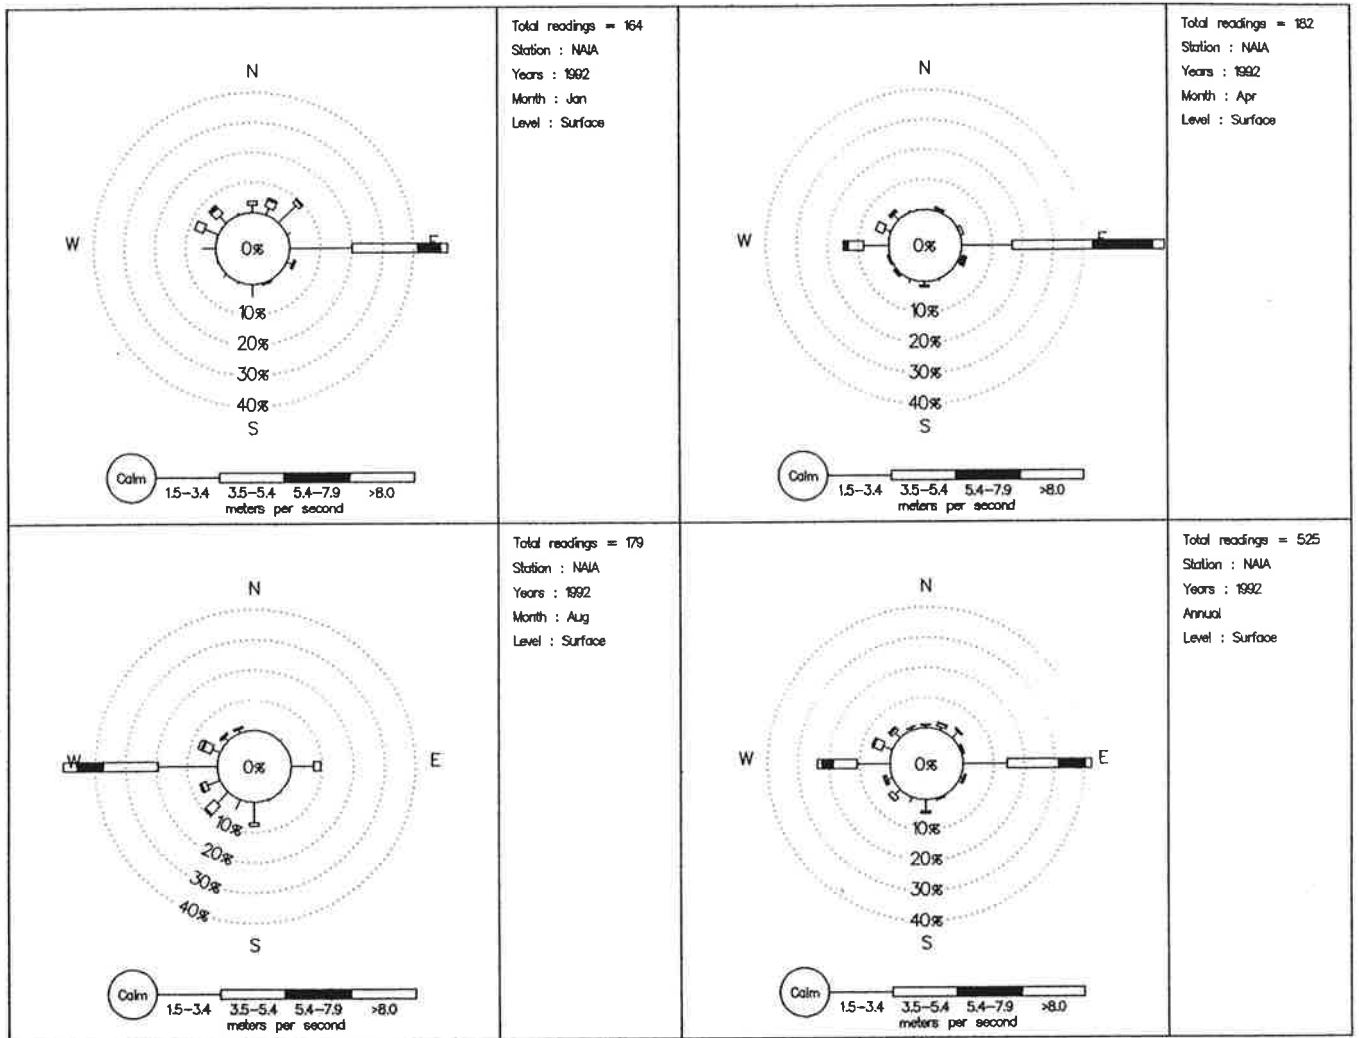 Total readings = 164
Station : NAIA
Years : 1992
Month : Jan
Level : Surface
N
W
E
0%
10%
20%
30%
40%
S
Calm
1.5–3.4 3.5–5.4 5.4–7.9 >8.0
meters per second
Total readings = 182
Station : NAIA
Years : 1992
Month : Apr
Level : Surface
N
W
E
0%
10%
20%
30%
40%
S
Calm
1.5–3.4 3.5–5.4 5.4–7.9 >8.0
meters per second
Total readings = 179
Station : NAIA
Years : 1992
Month : Aug
Level : Surface
N
W
E
0%
10%
20%
30%
40%
S
Calm
1.5–3.4 3.5–5.4 5.4–7.9 >8.0
meters per second
Total readings = 525
Station : NAIA
Years : 1992
Annual
Level : Surface
N
W
E
0%
10%
20%
30%
40%
S
Calm
1.5–3.4 3.5–5.4 5.4–7.9 >8.0
meters per second